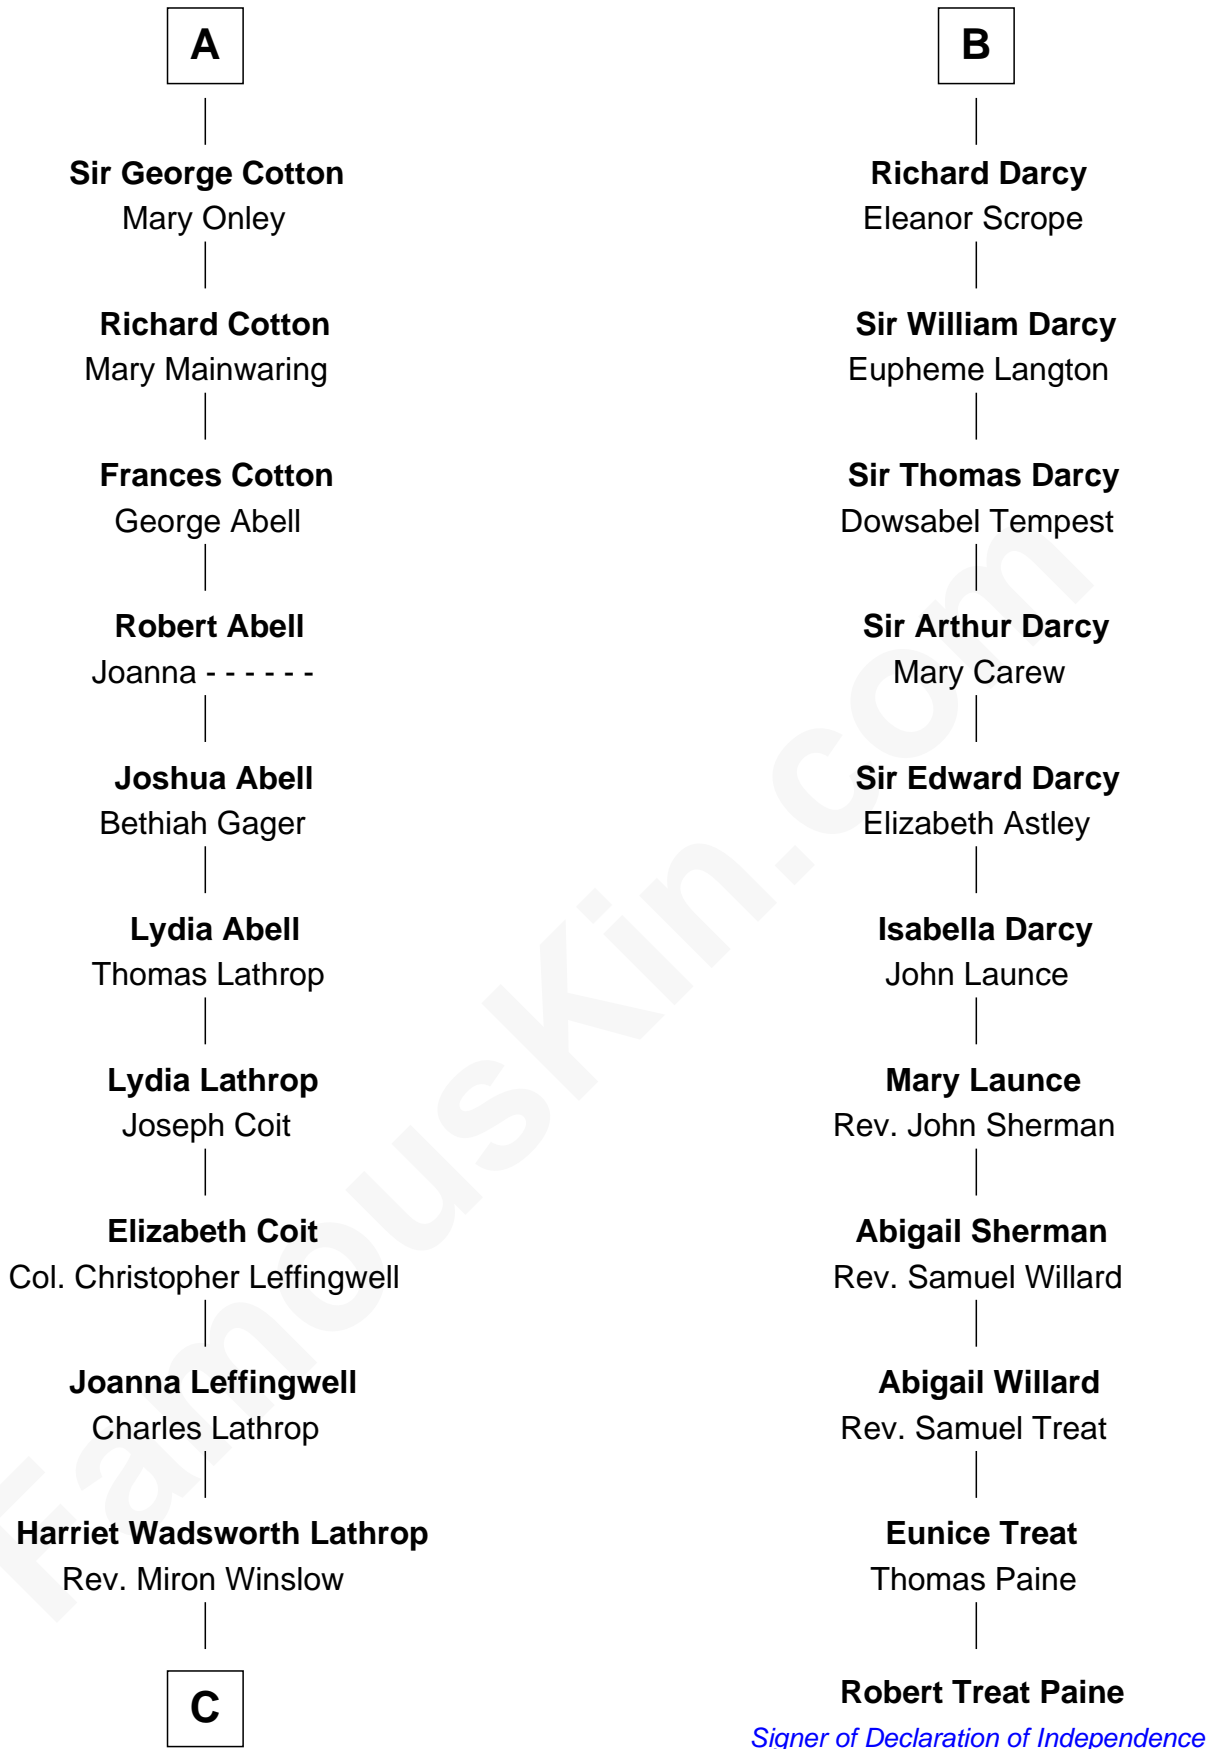 A
Sir George Cotton
Mary Onley
Richard Cotton
Mary Mainwaring
Frances Cotton
George Abell
Robert Abell
Joanna - - - - - -
Joshua Abell
Bethiah Gager
Lydia Abell
Thomas Lathrop
Lydia Lathrop
Joseph Coit
Elizabeth Coit
Col. Christopher Leffingwell
Joanna Leffingwell
Charles Lathrop
Harriet Wadsworth Lathrop
Rev. Miron Winslow
C
B
Richard Darcy
Eleanor Scrope
Sir William Darcy
Eupheme Langton
Sir Thomas Darcy
Dowsabel Tempest
Sir Arthur Darcy
Mary Carew
Sir Edward Darcy
Elizabeth Astley
Isabella Darcy
John Launce
Mary Launce
Rev. John Sherman
Abigail Sherman
Rev. Samuel Willard
Abigail Willard
Rev. Samuel Treat
Eunice Treat
Thomas Paine
Robert Treat Paine
Signer of Declaration of Independence
FamousKin.com